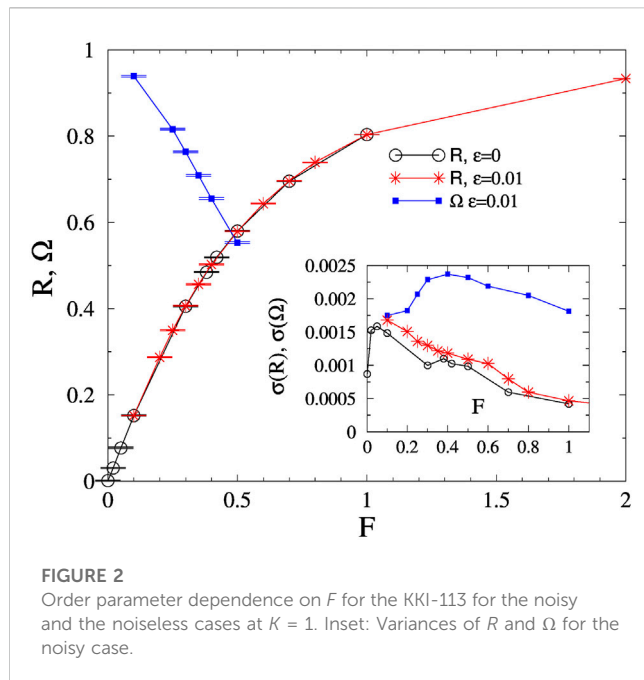 1
0.8
0.6
0.4
0.2
0
R, Ω
R, ε=0
R, ε=0.01
Ω ε=0.01
0.0025
0.002
0.0015
0.001
0.0005
0
σ(R), σ(Ω)
F
0 0.2 0.4 0.6 0.8 1
0 0.5 1 1.5 2
F
FIGURE 2
Order parameter dependence on F for the KKI-113 for the noisy
and the noiseless cases at K = 1. Inset: Variances of R and Ω for the
noisy case.